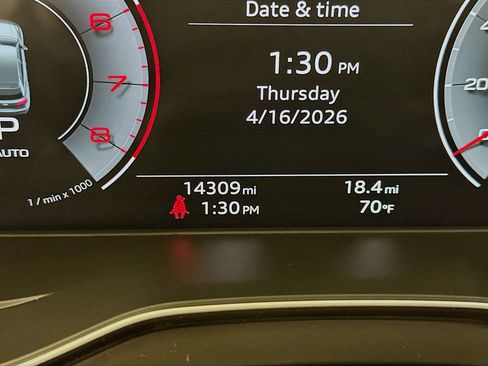 Date & time
6
7
8
1:30 PM
Thursday
4/16/2026
P
AUTO
1 / min x 1000
20
14309 mi
18.4 mi
1:30 PM
70°F